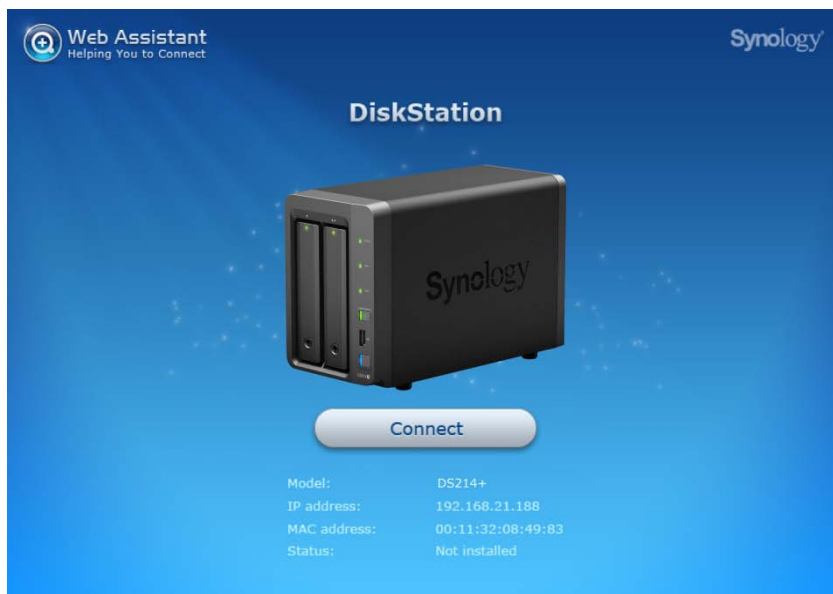 Web Assistant
Helping You to Connect
Synology
DiskStation
Synology
Connect
Model: DS214+
IP address: 192.168.21.188
MAC address: 00:11:32:08:49:83
Status: Not installed